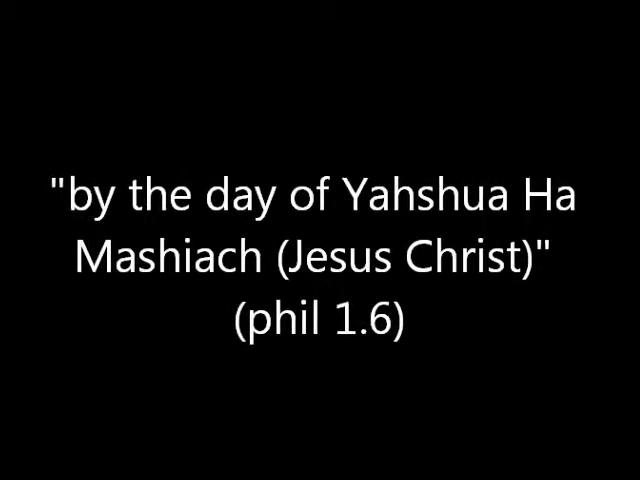 "by the day of Yahshua Ha
Mashiach (Jesus Christ)"
(phil 1.6)